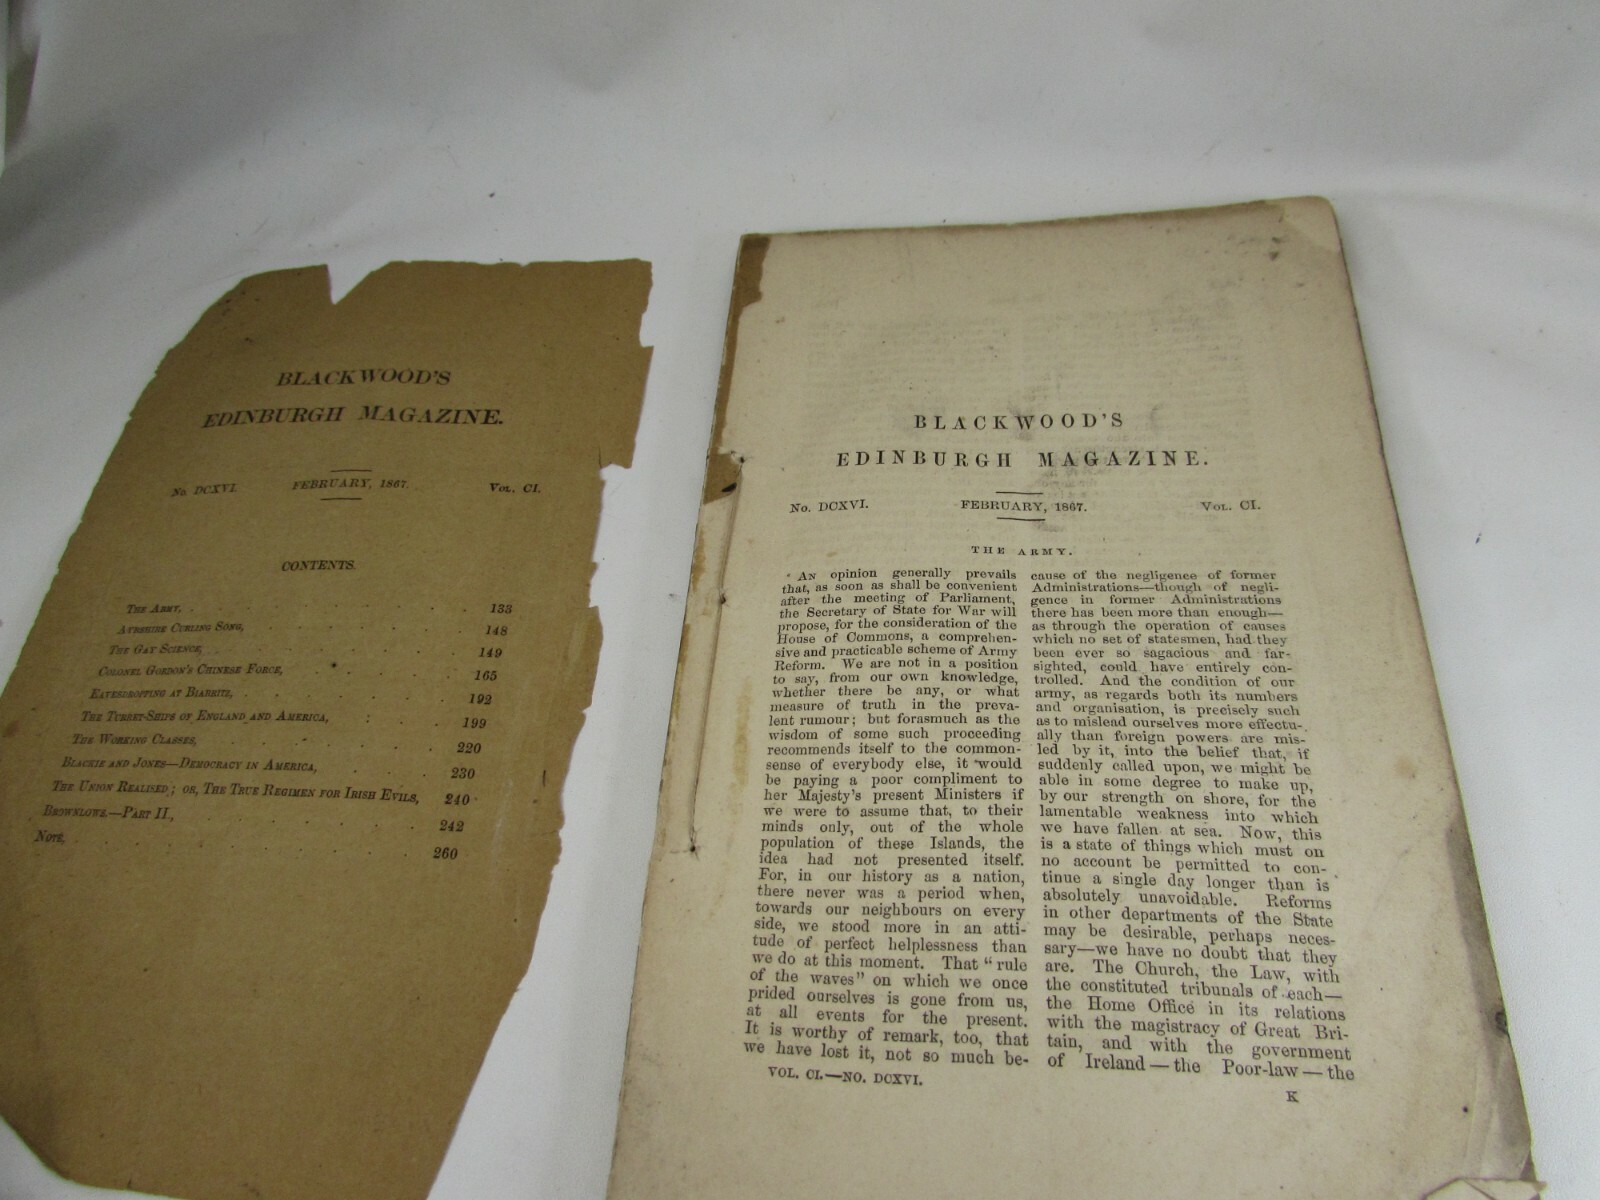 BLACKWOOD'S
EDINBURGH MAGAZINE.
No. DCXVI. FEBRUARY, 1867. VOL. CI.
CONTENTS.
THE ARMY, 133
AYRSHIRE CURLING SONG, 148
THE GAY SCIENCE, 149
COLONEL GORDON'S CHINESE FORCE, 165
EAVESDROPPING AT BIARRITZ, 192
THE TURRET-SHIPS OF ENGLAND AND AMERICA, 199
THE WORKING CLASSES, 220
BLACKIE AND JONES—DEMOCRACY IN AMERICA, 230
THE UNION REALISED; OR, THE TRUE REGIMEN FOR IRISH EVILS, 240
BROWNLOWS.—PART II., 242
NOTE, 260
BLACKWOOD'S
EDINBURGH MAGAZINE.
No. DCXVI. FEBRUARY, 1867. VOL. CI.
THE ARMY.
AN opinion generally prevails
that, as soon as shall be convenient
after the meeting of Parliament,
the Secretary of State for War will
propose, for the consideration of the
House of Commons, a comprehen-
sive and practicable scheme of Army
Reform. We are not in a position
to say, from our own knowledge,
whether there be any, or what
measure of truth in the preva-
lent rumour; but forasmuch as the
wisdom of some such proceeding
recommends itself to the common-
sense of everybody else, it would
be paying a poor compliment to
her Majesty's present Ministers if
we were to assume that, to their
minds only, out of the whole
population of these Islands, the
idea had not presented itself.
For, in our history as a nation,
there never was a period when,
towards our neighbours on every
side, we stood more in an atti-
tude of perfect helplessness than
we do at this moment. That "rule
of the waves" on which we once
prided ourselves is gone from us,
at all events for the present.
It is worthy of remark, too, that
we have lost it, not so much be-
cause of the negligence of former
Administrations—though of negli-
gence in former Administrations
there has been more than enough—
as through the operation of causes
which no set of statesmen, had they
been ever so sagacious and far-
sighted, could have entirely con-
trolled. And the condition of our
army, as regards both its numbers
and organisation, is precisely such
as to mislead ourselves more effectu-
ally than foreign powers are mis-
led by it, into the belief that, if
suddenly called upon, we might be
able in some degree to make up,
by our strength on shore, for the
lamentable weakness into which
we have fallen at sea. Now, this
is a state of things which must on
no account be permitted to con-
tinue a single day longer than is
absolutely unavoidable. Reforms
in other departments of the State
may be desirable, perhaps neces-
sary—we have no doubt that they
are. The Church, the Law, with
the constituted tribunals of each—
the Home Office in its relations
with the magistracy of Great Bri-
tain, and with the government
of Ireland—the Poor-law—the
VOL. CI.—NO. DCXVI.
K